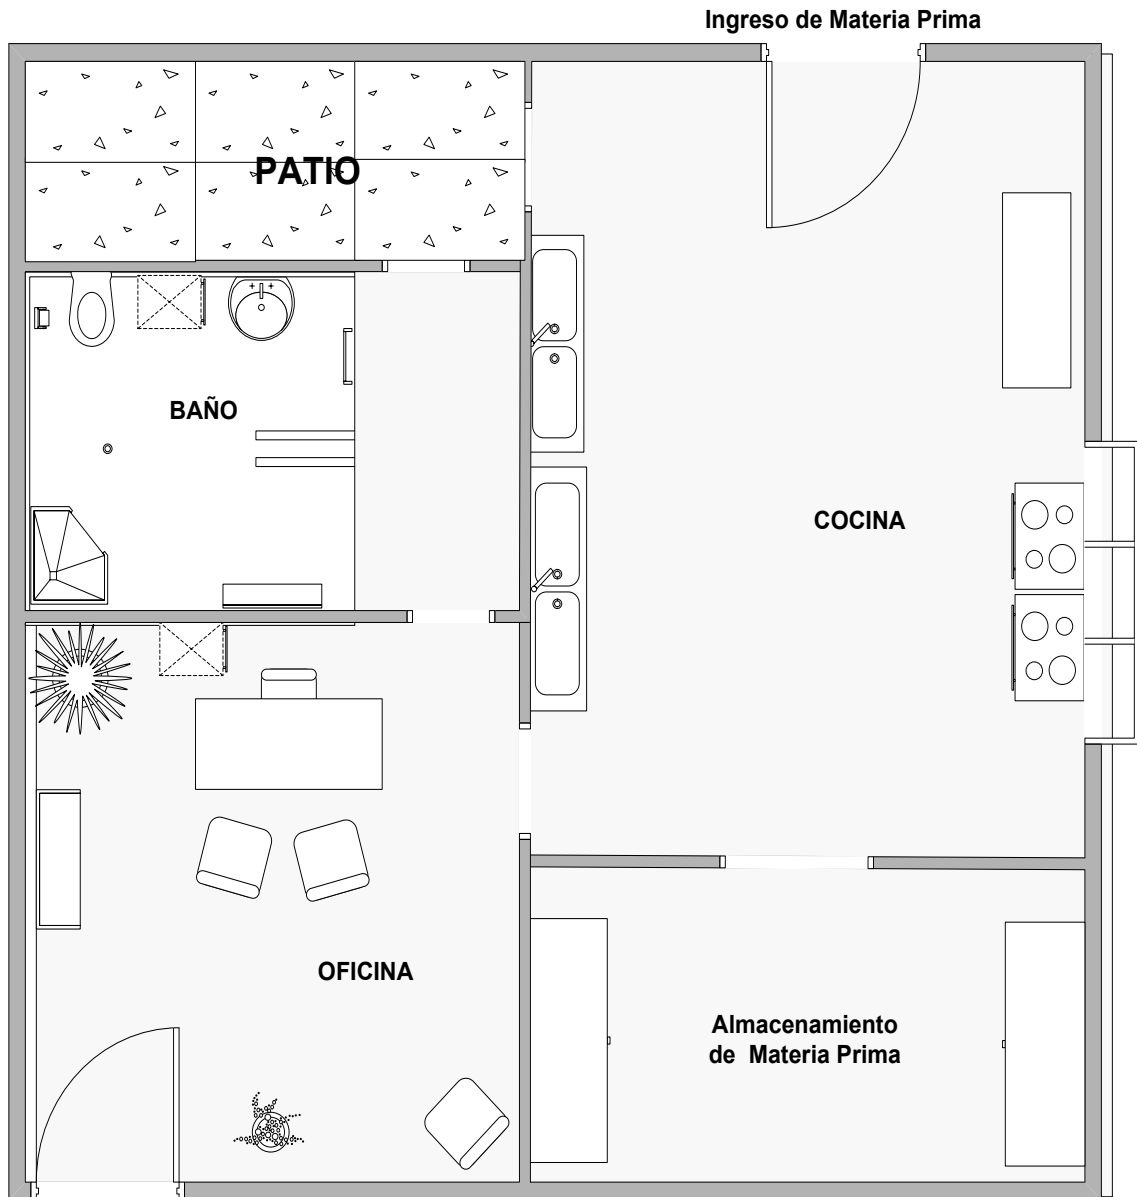 Ingreso de Materia Prima
PATIO
BAÑO
COCINA
OFICINA
Almacenamiento
de Materia Prima